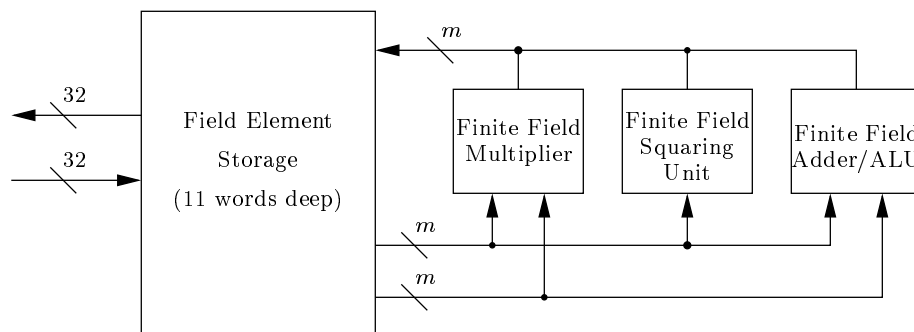 m
32
Field Element
Storage
(11 words deep)
32
Finite Field
Multiplier
Finite Field
Squaring
Unit
Finite Field
Adder/ALU
m
m